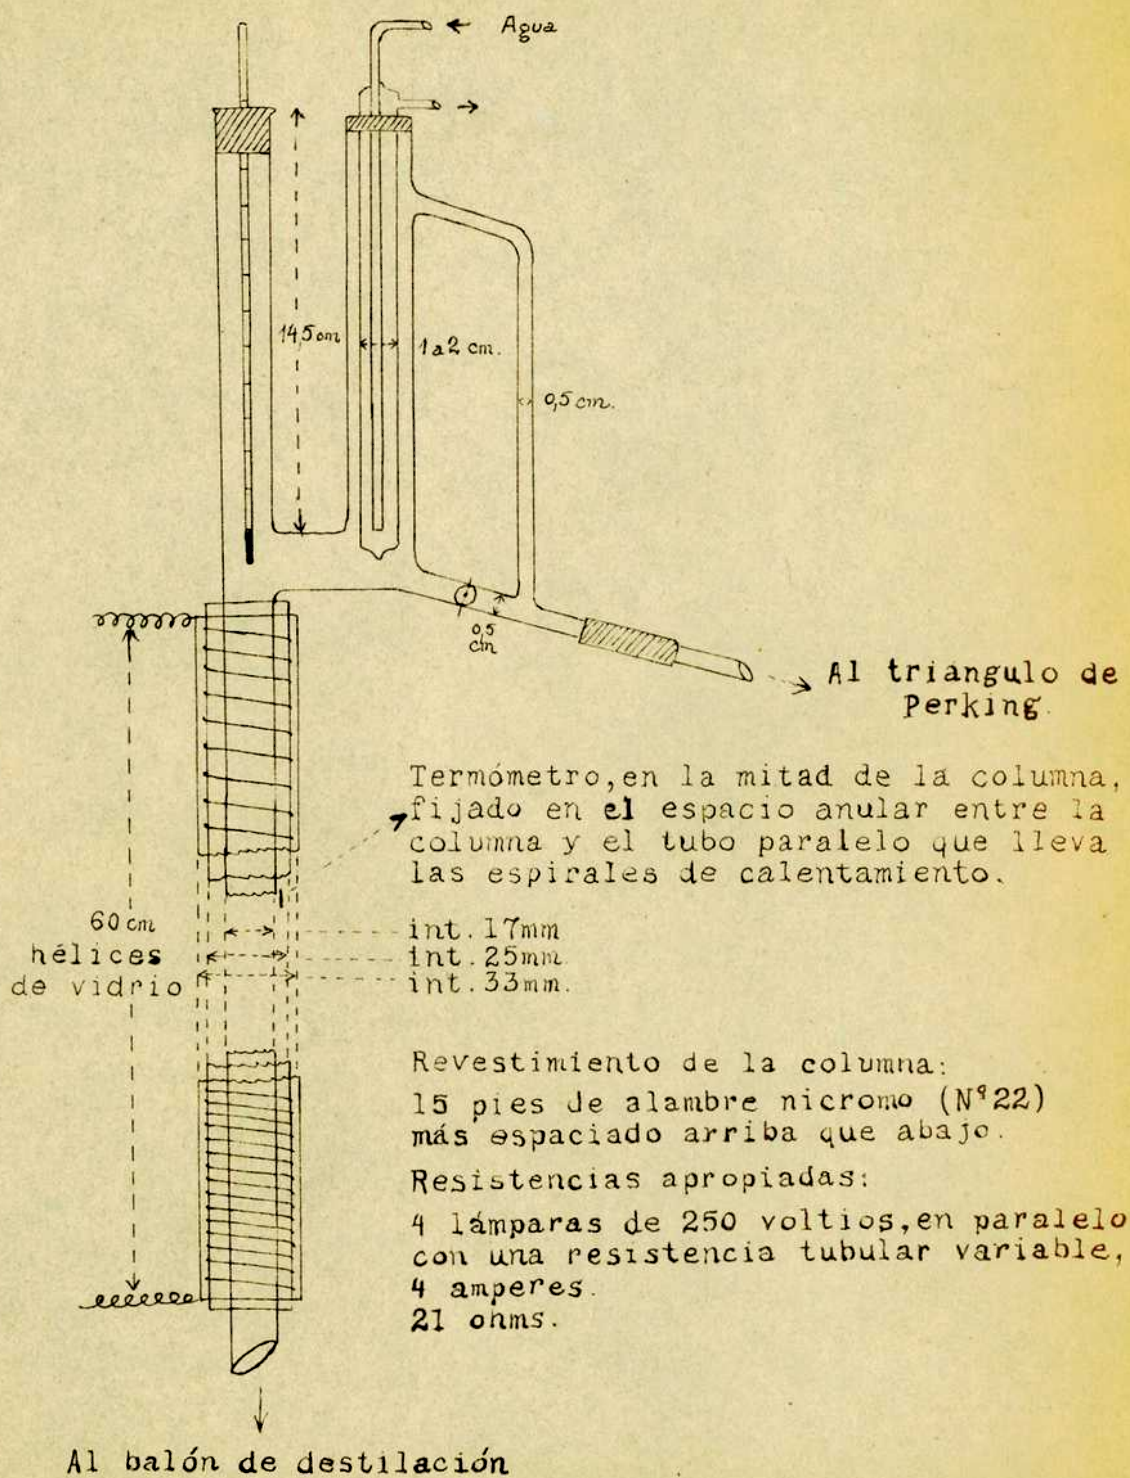 Agua
14,5 cm
1 a 2 cm.
0,5 cm.
0,5
cm
Al triangulo de
Perking.
Termómetro, en la mitad de la columna,
fijado en el espacio anular entre la
columna y el tubo paralelo que lleva
las espirales de calentamiento.
60 cm
hélices
de vidrio
int. 17mm
int. 25mm
int. 33mm.
Revestimiento de la columna:
15 pies de alambre nicromo (Nº 22)
más espaciado arriba que abajo.
Resistencias apropiadas:
4 lámparas de 250 voltios, en paralelo
con una resistencia tubular variable,
4 amperes.
21 ohms.
Al balón de destilación